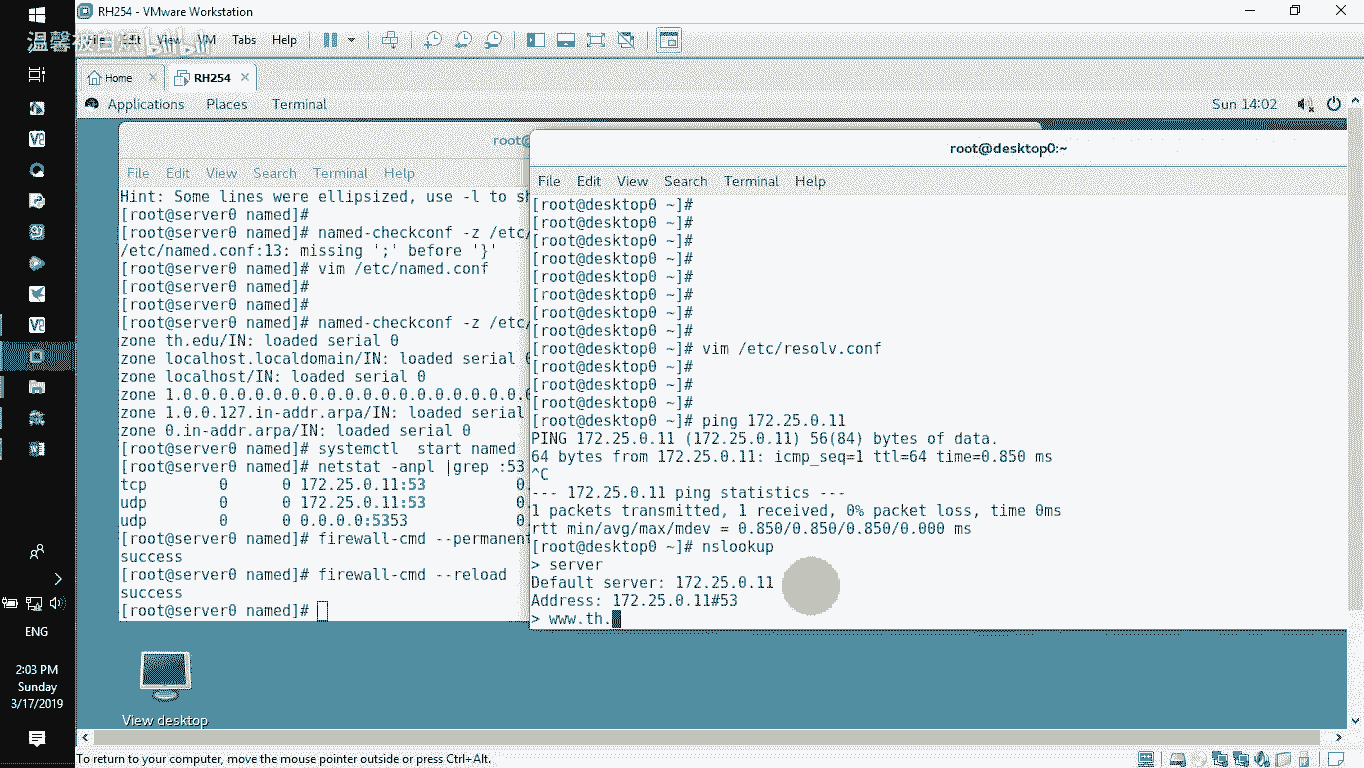 RH254 - VMware Workstation
File Edit View VM Tabs Help
温馨被自然 bilibili
Home RH254
Applications Places Terminal Sun 14:02
root@
File Edit View Search Terminal Help
Hint: Some lines were ellipsized, use -l to sh
[root@server0 named]#
[root@server0 named]# named-checkconf -z /etc/
/etc/named.conf:13: missing ';' before '}'
[root@server0 named]# vim /etc/named.conf
[root@server0 named]#
[root@server0 named]#
[root@server0 named]# named-checkconf -z /etc/
zone th.edu/IN: loaded serial 0
zone localhost.localdomain/IN: loaded serial 0
zone localhost/IN: loaded serial 0
zone 1.0.0.0.0.0.0.0.0.0.0.0.0.0.0.0.0.0.
zone 1.0.0.127.in-addr.arpa/IN: loaded serial
zone 0.in-addr.arpa/IN: loaded serial 0
[root@server0 named]# systemctl  start named
[root@server0 named]# netstat -anpl |grep :53
tcp 0 0 172.25.0.11:53 0.
udp 0 0 172.25.0.11:53 0.
udp 0 0 0.0.0.0:5353 0.
[root@server0 named]# firewall-cmd --permanent
success
[root@server0 named]# firewall-cmd --reload
success
[root@server0 named]#
root@desktop0:~
File Edit View Search Terminal Help
[root@desktop0 ~]#
[root@desktop0 ~]#
[root@desktop0 ~]#
[root@desktop0 ~]#
[root@desktop0 ~]#
[root@desktop0 ~]#
[root@desktop0 ~]#
[root@desktop0 ~]#
[root@desktop0 ~]# vim /etc/resolv.conf
[root@desktop0 ~]#
[root@desktop0 ~]#
[root@desktop0 ~]#
[root@desktop0 ~]# ping 172.25.0.11
PING 172.25.0.11 (172.25.0.11) 56(84) bytes of data.
64 bytes from 172.25.0.11: icmp_seq=1 ttl=64 time=0.850 ms
^C
--- 172.25.0.11 ping statistics ---
1 packets transmitted, 1 received, 0% packet loss, time 0ms
rtt min/avg/max/mdev = 0.850/0.850/0.850/0.000 ms
[root@desktop0 ~]# nslookup
> server
Default server: 172.25.0.11
Address: 172.25.0.11#53
> www.th.
View desktop
ENG
2:03 PM
Sunday
3/17/2019
To return to your computer, move the mouse pointer outside or press Ctrl+Alt.